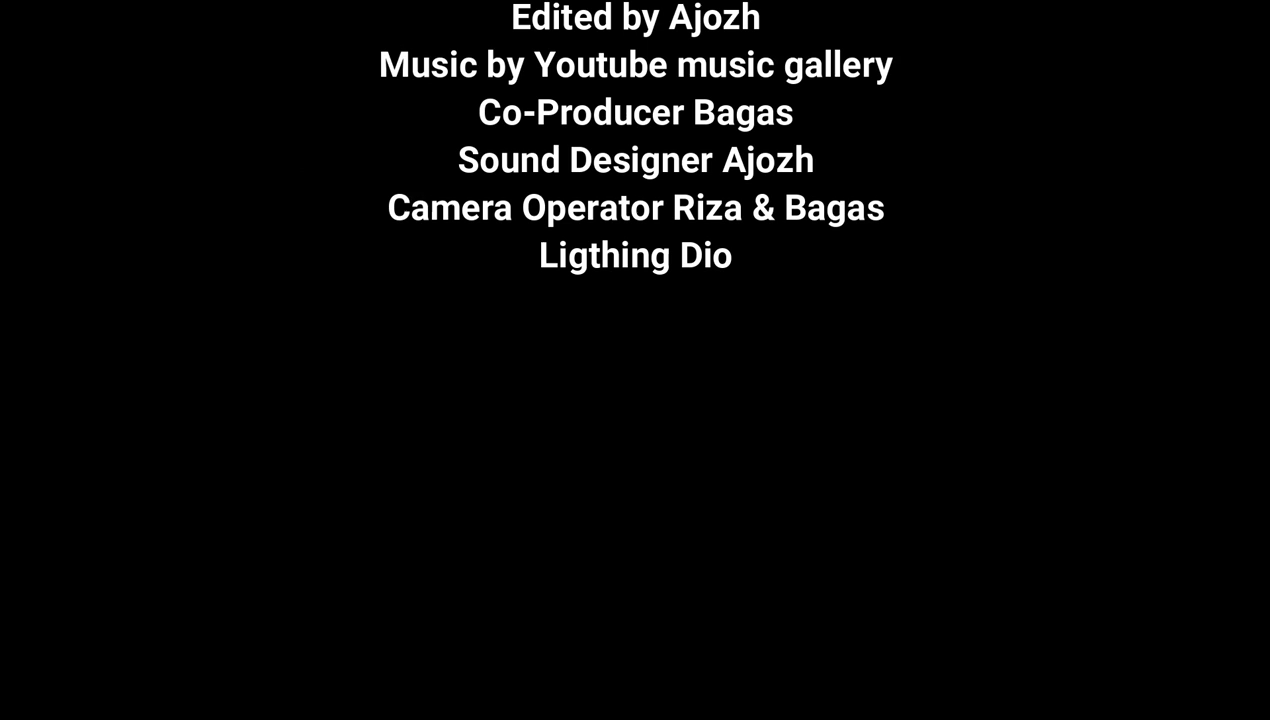 Edited by Ajozh
Music by Youtube music gallery
Co-Producer Bagas
Sound Designer Ajozh
Camera Operator Riza & Bagas
Ligthing Dio